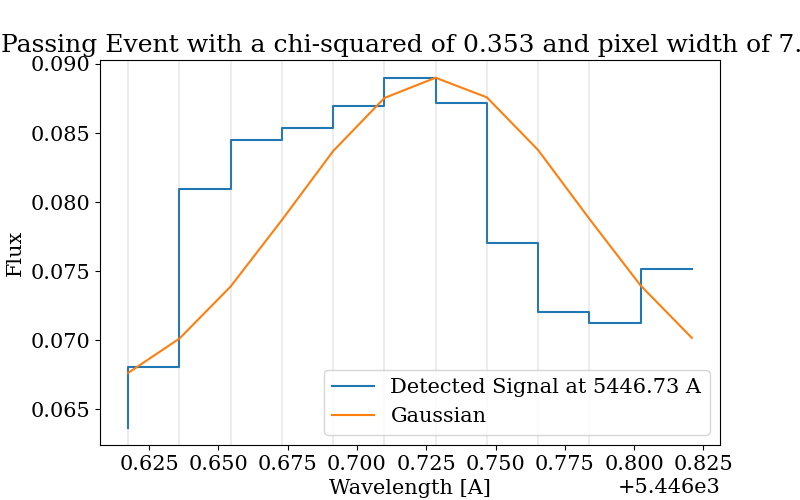 Passing Event with a chi-squared of 0.353 and pixel width of 7.
0.090
0.085
0.080
0.075
0.070
0.065
Flux
Detected Signal at 5446.73 A
Gaussian
0.625 0.650 0.675 0.700 0.725 0.750 0.775 0.800 0.825
Wavelength [A]
+5.446e3